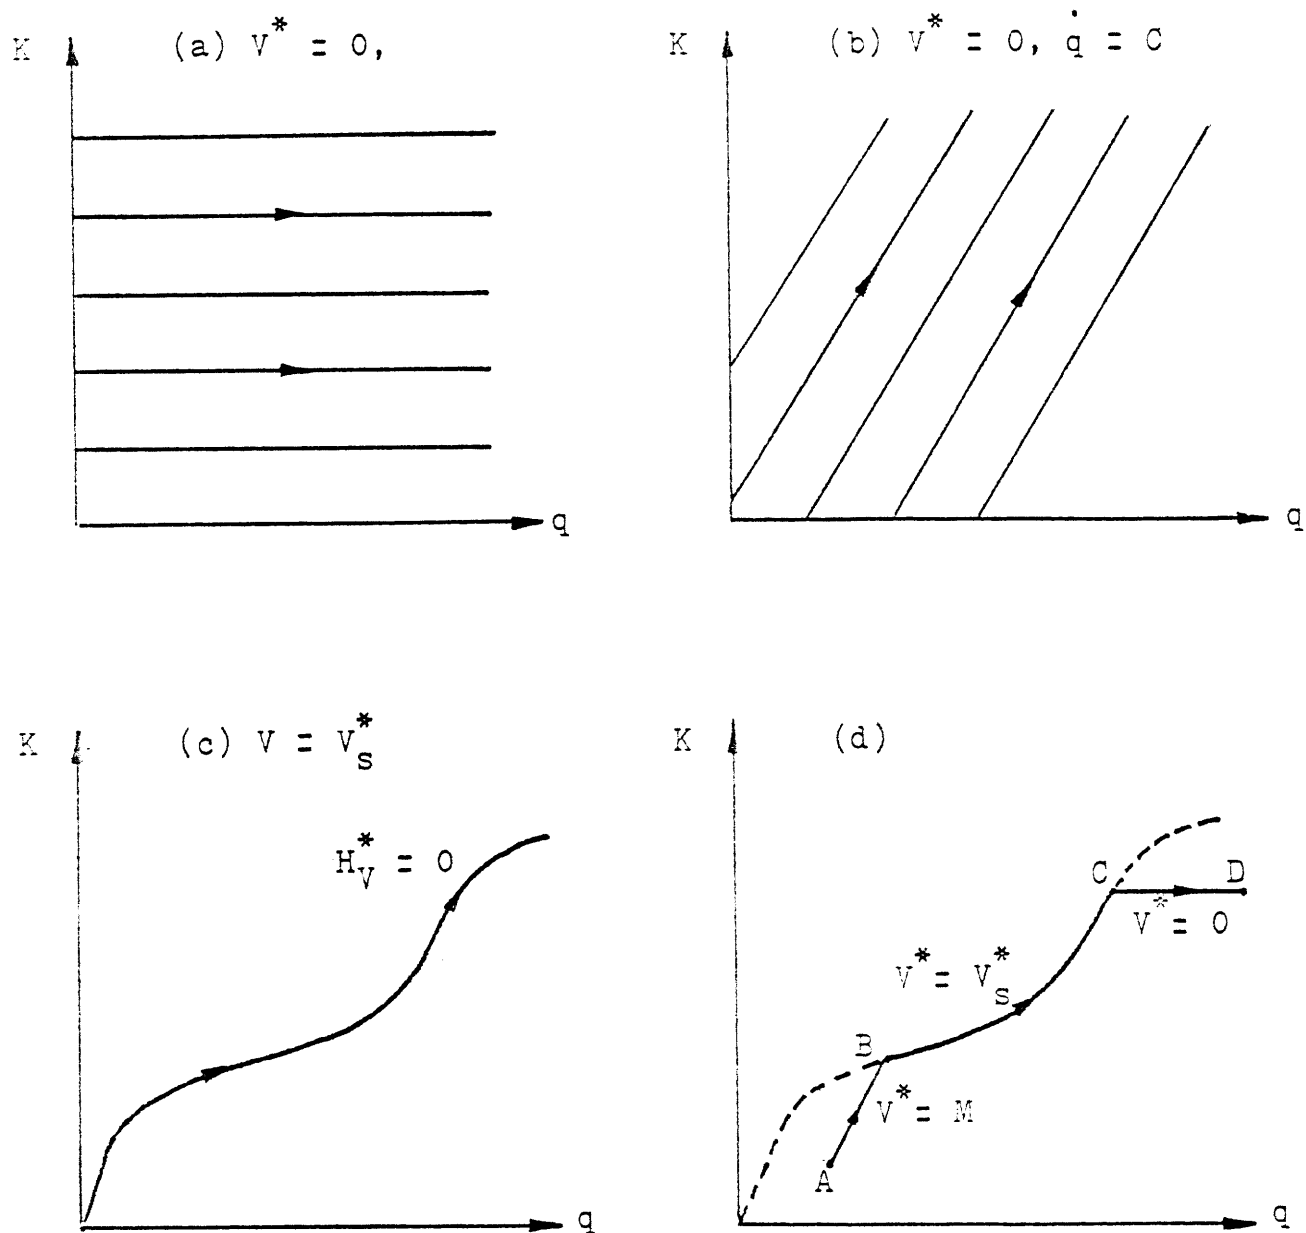 K (a) V* = 0,
q
K (b) V* = 0, q̇ = C
q
K (c) V = V*s
H*V = 0
q
K (d)
C D
V* = 0
V* = V*s
B
V* = M
A
q